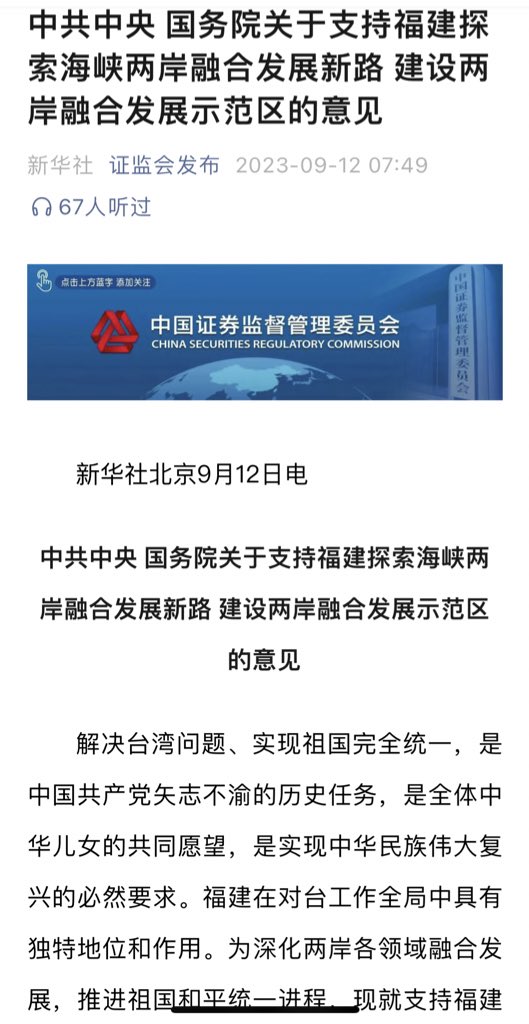 中共中央 国务院关于支持福建探
索海峡两岸融合发展新路 建设两
岸融合发展示范区的意见
新华社 证监会发布 2023-09-12 07:49
67人听过
点击上方蓝字 添加关注
中国证券监督管理委员会
CHINA SECURITIES REGULATORY COMMISSION
中国证券监督管理委员会
新华社北京9月12日电
中共中央 国务院关于支持福建探索海峡两
岸融合发展新路 建设两岸融合发展示范区
的意见
解决台湾问题、实现祖国完全统一，是
中国共产党矢志不渝的历史任务，是全体中
华儿女的共同愿望，是实现中华民族伟大复
兴的必然要求。福建在对台工作全局中具有
独特地位和作用。为深化两岸各领域融合发
展，推进祖国和平统一进程，现就支持福建